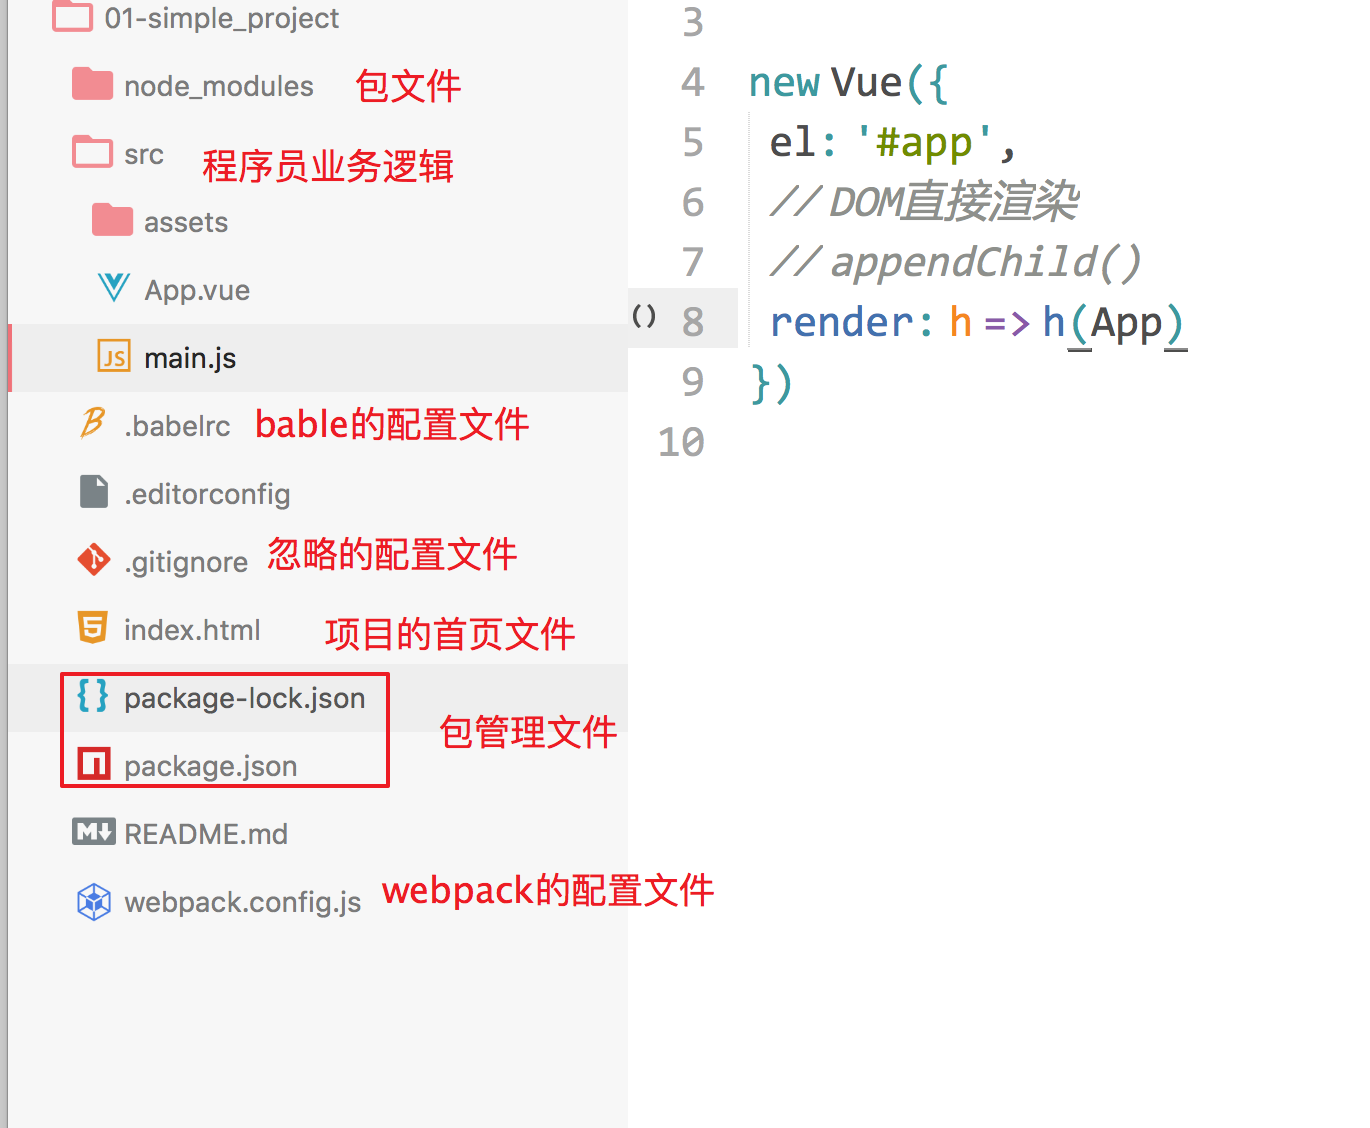 01-simple_project
node_modules 包文件
src 程序员业务逻辑
assets
App.vue
JS main.js
.babelrc bable的配置文件
.editorconfig
.gitignore 忽略的配置文件
index.html 项目的首页文件
package-lock.json
包管理文件
package.json
README.md
webpack.config.js webpack的配置文件
3
4 new Vue({
5 el: '#app',
6 // DOM直接渲染
7 // appendChild()
() 8 render: h => h(App)
9 })
10